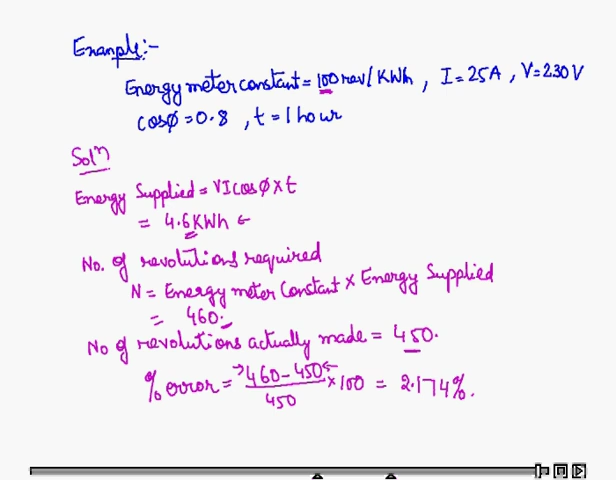 Example:-
Energy meter constant = 100 rev/KWh, I=25A, V=230V
cosϕ=0.8, t=1 hour
Solⁿ
Energy Supplied = VI cosϕ × t
= 4.6KWh ←
No. of revolutions required
N = Energy meter Constant × Energy Supplied
= 460.
No of revolutions actually made = 450.
% error = (460-450)/450 × 100 = 2.174%.